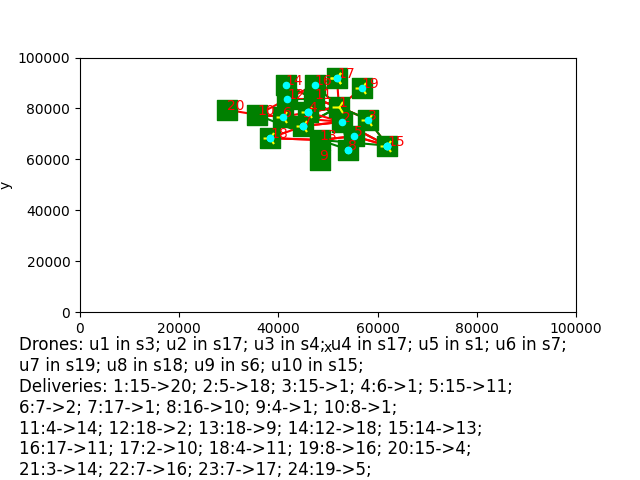 100000
80000
60000
40000
20000
0
y
17
19
14
20
15
0 20000 40000 60000 80000 100000
x
Drones: u1 in s3; u2 in s17; u3 in s4; u4 in s17; u5 in s1; u6 in s7;
u7 in s19; u8 in s18; u9 in s6; u10 in s15;
Deliveries: 1:15->20; 2:5->18; 3:15->1; 4:6->1; 5:15->11;
6:7->2; 7:17->1; 8:16->10; 9:4->1; 10:8->1;
11:4->14; 12:18->2; 13:18->9; 14:12->18; 15:14->13;
16:17->11; 17:2->10; 18:4->11; 19:8->16; 20:15->4;
21:3->14; 22:7->16; 23:7->17; 24:19->5;